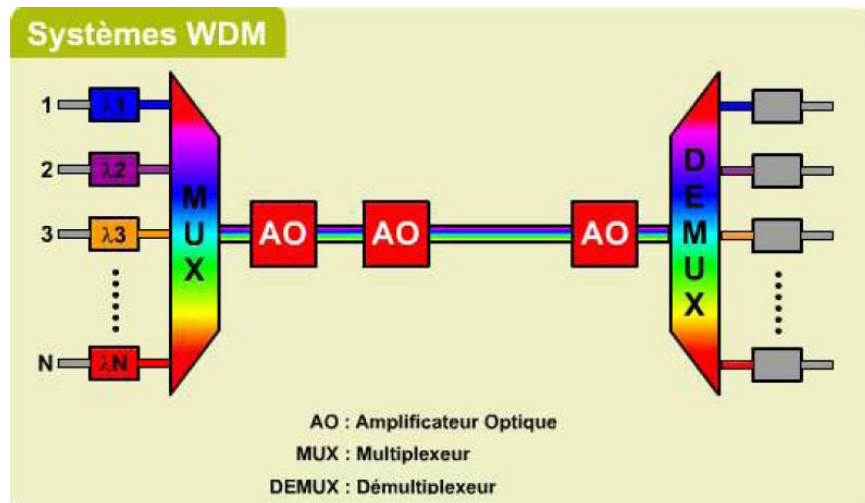 Systèmes WDM
1
λ1
2
λ2
3
λ3
N
λN
MUX
AO
AO
AO
DEMUX
AO : Amplificateur Optique
MUX : Multiplexeur
DEMUX : Démultiplexeur